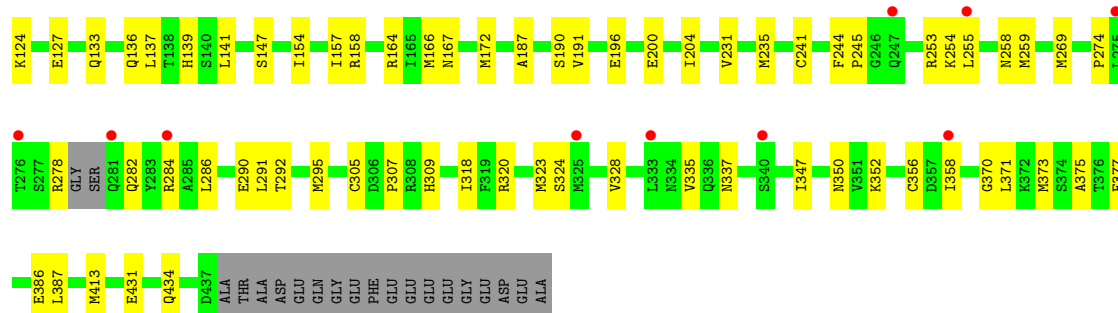 K124 E127 Q133 Q136 L137 T138 H139 S140 L141 S147 I154 I157 R158 R164 I165 M166 N167 M172 A187 S190 V191 E196 E200 I204 V231 M235 C241 F244 P245 G246 Q247 R253 K254 L255 N258 M259 M269 P274 L275
T276 S277 R278 GLY SER Q281 Q282 Y283 R284 A285 L286 E290 L291 T292 M295 C305 D306 P307 R308 H309 I318 F319 R320 M323 S324 M325 V328 L333 N334 V335 Q336 N337 S340 I347 N350 V351 K352 C356 D357 I358 G370 L371 K372 M373 S374 A375 T376 F377
E386 L387 M413 E431 Q434 D437 ALA THR ALA ASP GLU GLN GLY GLU GLU PHE GLU GLU GLU GLU GLY GLU ASP GLU ALA